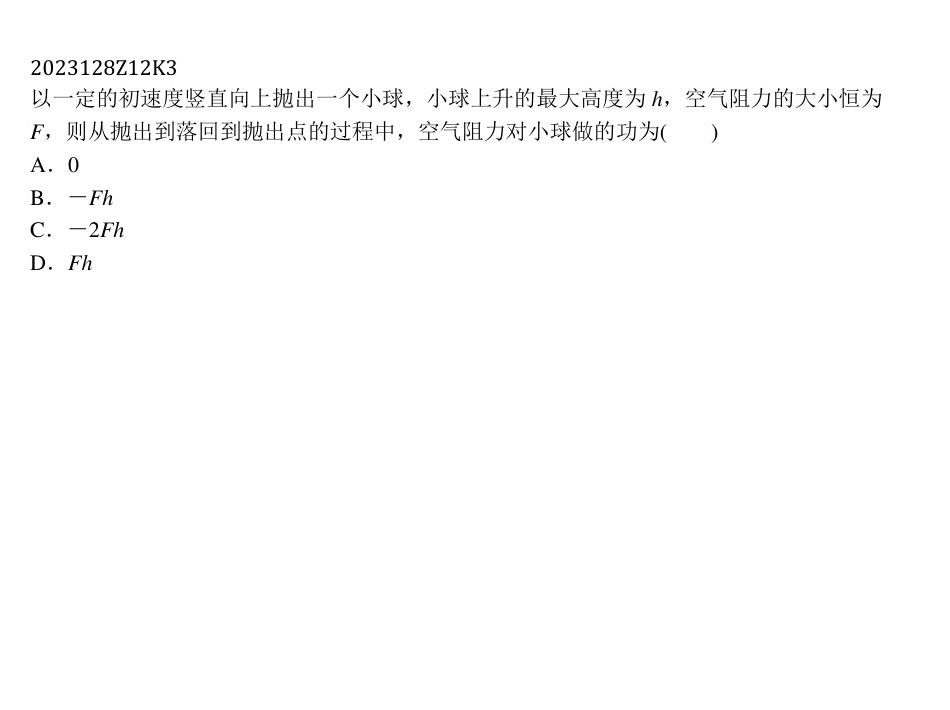 2023128Z12K3
以一定的初速度竖直向上抛出一个小球，小球上升的最大高度为 h，空气阻力的大小恒为
F，则从抛出到落回到抛出点的过程中，空气阻力对小球做的功为(　　)
A．0
B．－Fh
C．－2Fh
D．Fh